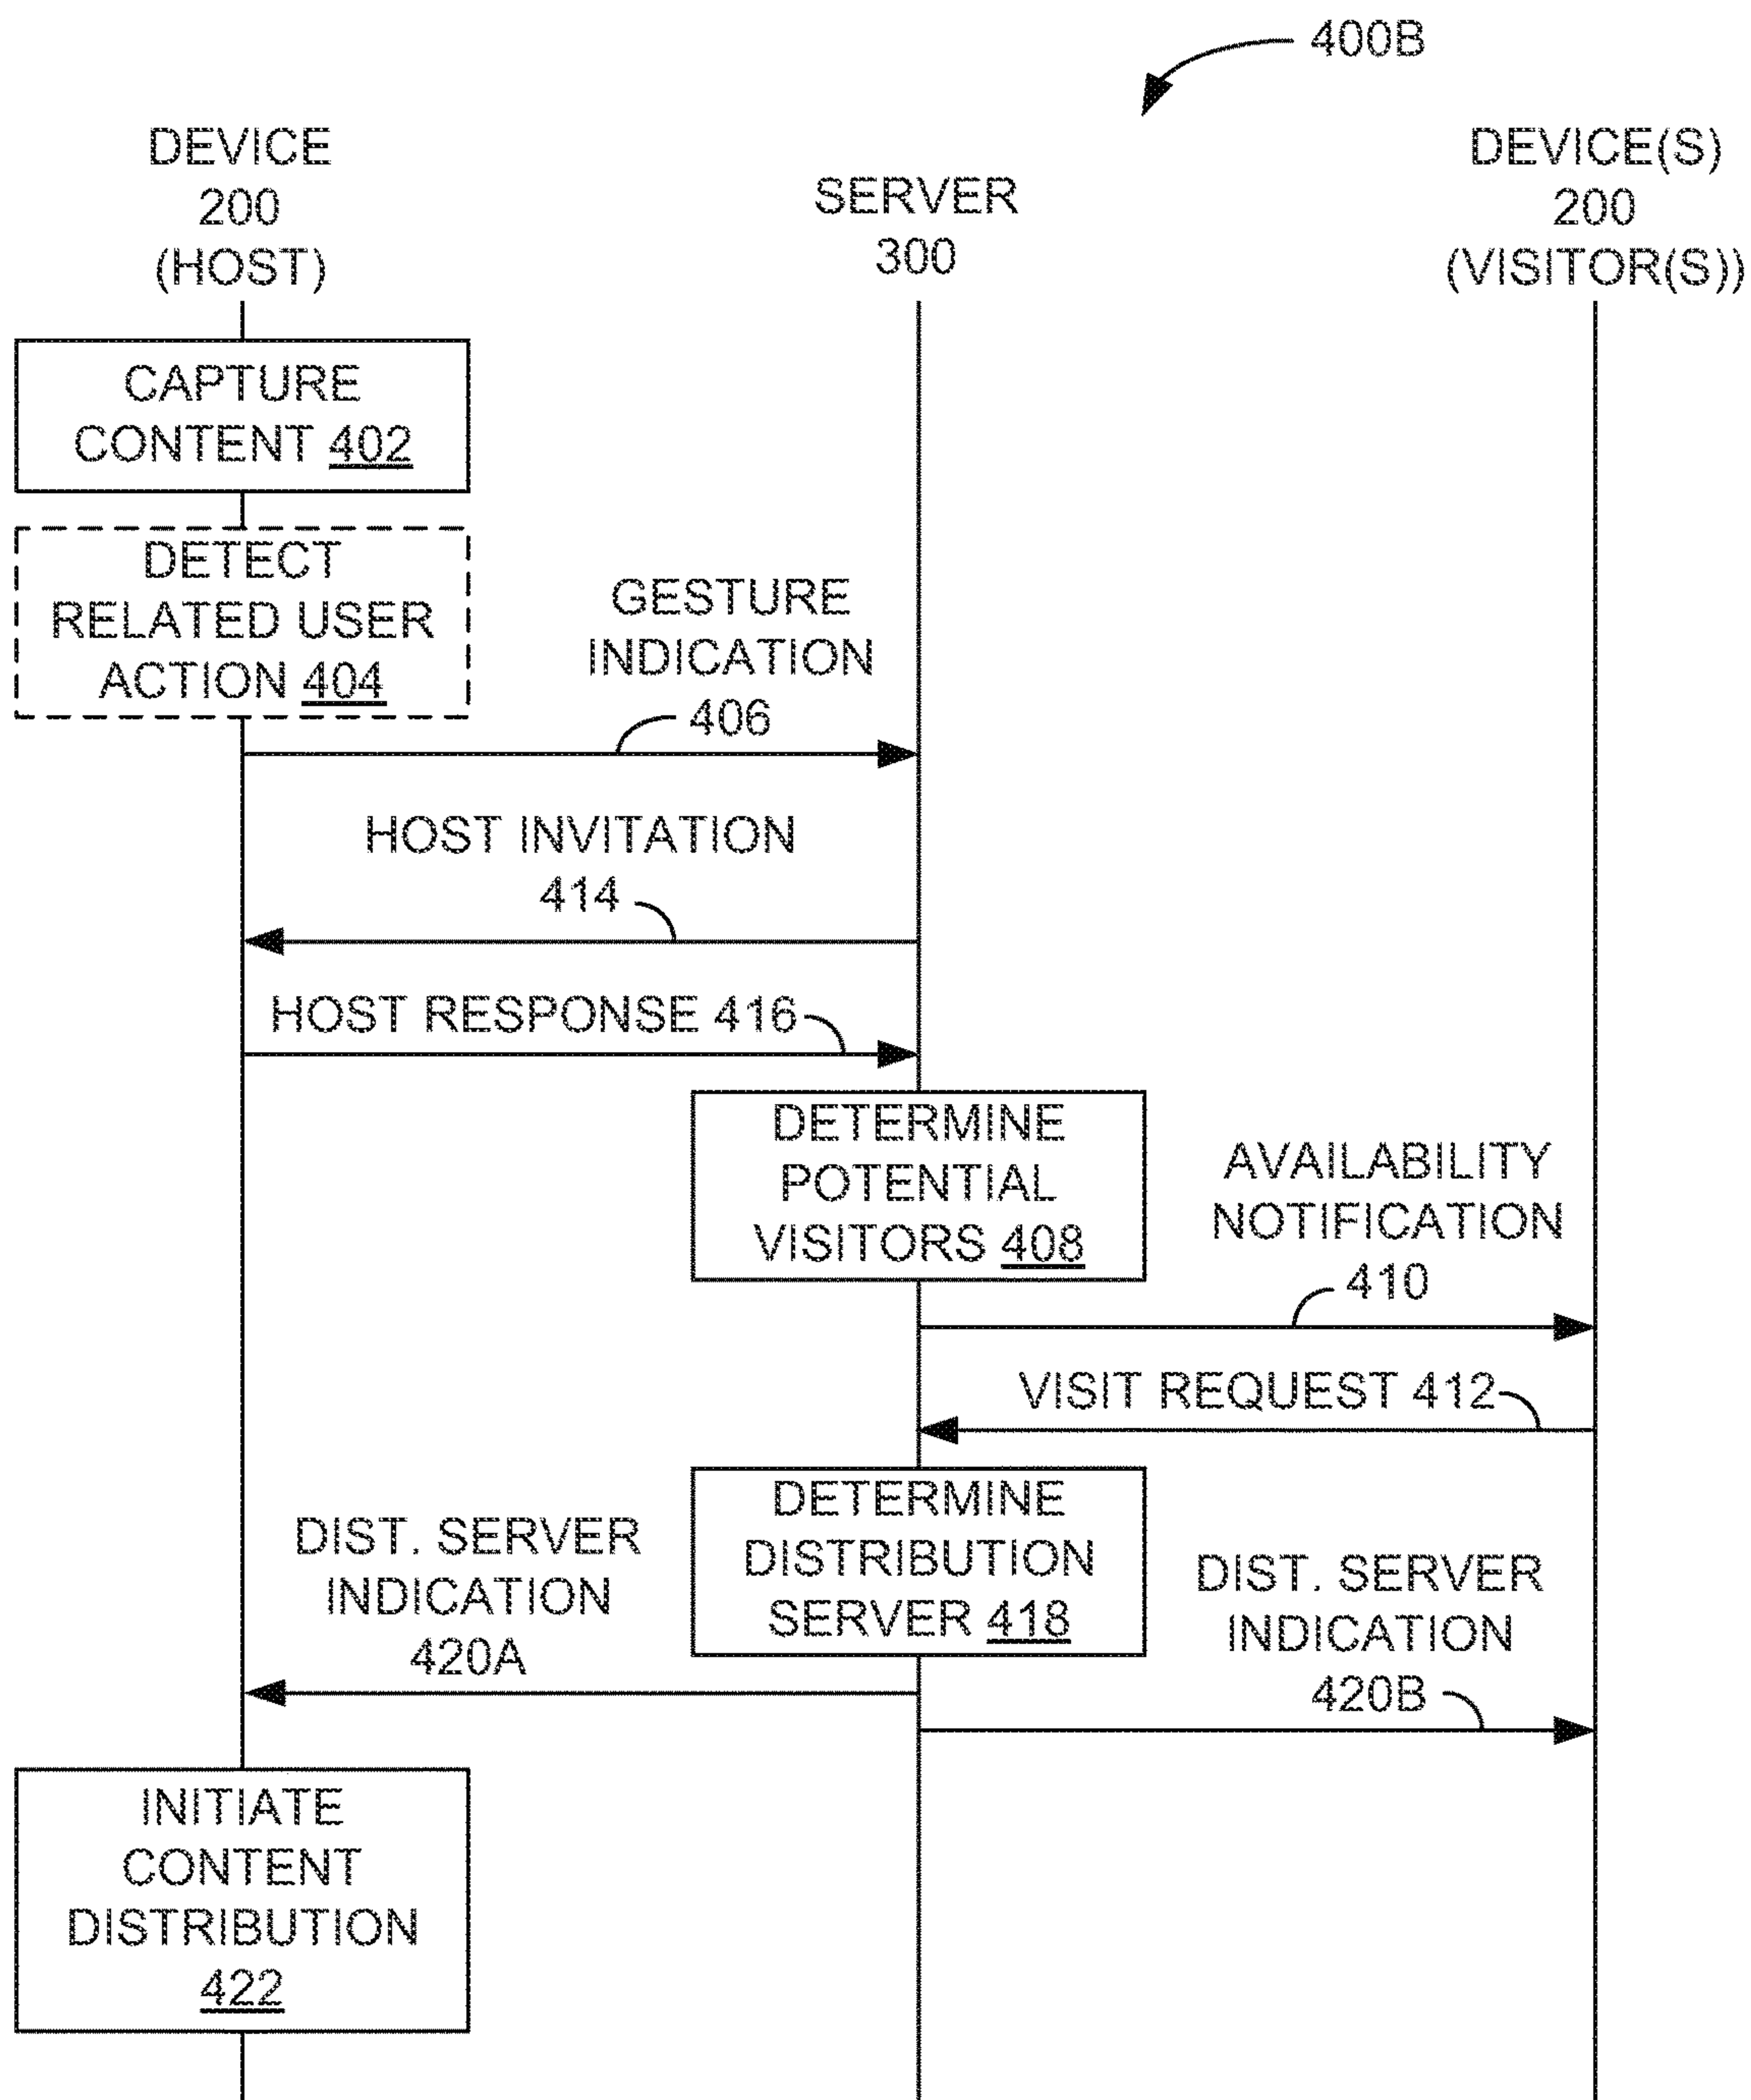 400B
DEVICE
200
(HOST)
SERVER
300
DEVICE(S)
200
(VISITOR(S))
CAPTURE
CONTENT 402
DETECT
RELATED USER
ACTION 404
GESTURE
INDICATION
406
HOST INVITATION
414
HOST RESPONSE 416
DETERMINE
POTENTIAL
VISITORS 408
AVAILABILITY
NOTIFICATION
410
VISIT REQUEST 412
DETERMINE
DISTRIBUTION
SERVER 418
DIST. SERVER
INDICATION
420A
DIST. SERVER
INDICATION
420B
INITIATE
CONTENT
DISTRIBUTION
422